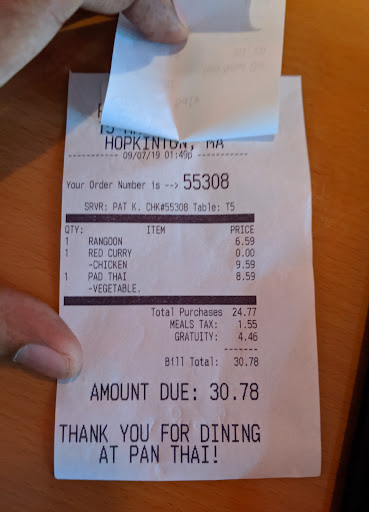 HOPKINTON, MA
09/07/19 01:49p
Your Order Number is --> 55308
SRVR: PAT K. CHK#55308 Table: T5
QTY: ITEM PRICE
1 RANGOON 6.59
1 RED CURRY 0.00
-CHICKEN 9.59
1 PAD THAI 8.59
-VEGETABLE.
Total Purchases 24.77
MEALS TAX: 1.55
GRATUITY: 4.46
-------
Bill Total: 30.78
AMOUNT DUE: 30.78
THANK YOU FOR DINING
AT PAN THAI!